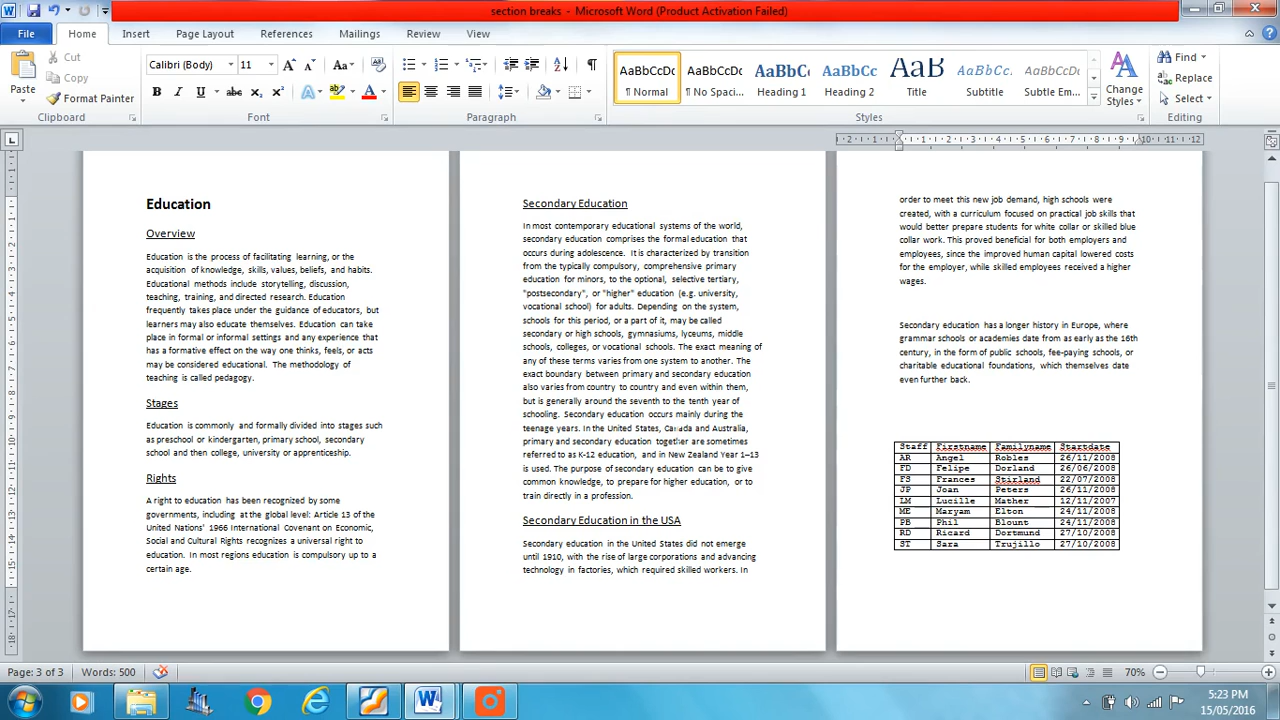 section breaks - Microsoft Word (Product Activation Failed)
File Home Insert Page Layout References Mailings Review View
Paste
Cut
Copy
Format Painter
Clipboard
Calibri (Body) 11
Font
Paragraph
AaBbCcDc AaBbCcDc AaBbCc AaBbCc AaB AaBbCc. AaBbCcDc
¶ Normal ¶ No Spaci... Heading 1 Heading 2 Title Subtitle Subtle Em...
Change
Styles
Styles
Find
Replace
Select
Editing
Education
Overview
Education is the process of facilitating learning, or the
acquisition of knowledge, skills, values, beliefs, and habits.
Educational methods include storytelling, discussion,
teaching, training, and directed research. Education
frequently takes place under the guidance of educators, but
learners may also educate themselves. Education can take
place in formal or informal settings and any experience that
has a formative effect on the way one thinks, feels, or acts
may be considered educational. The methodology of
teaching is called pedagogy.
Stages
Education is commonly and formally divided into stages such
as preschool or kindergarten, primary school, secondary
school and then college, university or apprenticeship.
Rights
A right to education has been recognized by some
governments, including at the global level: Article 13 of the
United Nations' 1966 International Covenant on Economic,
Social and Cultural Rights recognizes a universal right to
education. In most regions education is compulsory up to a
certain age.
Secondary Education
In most contemporary educational systems of the world,
secondary education comprises the formal education that
occurs during adolescence. It is characterized by transition
from the typically compulsory, comprehensive primary
education for minors, to the optional, selective tertiary,
"postsecondary", or "higher" education (e.g. university,
vocational school) for adults. Depending on the system,
schools for this period, or a part of it, may be called
secondary or high schools, gymnasiums, lyceums, middle
schools, colleges, or vocational schools. The exact meaning of
any of these terms varies from one system to another. The
exact boundary between primary and secondary education
also varies from country to country and even within them,
but is generally around the seventh to the tenth year of
schooling. Secondary education occurs mainly during the
teenage years. In the United States, Canada and Australia,
primary and secondary education together are sometimes
referred to as K-12 education, and in New Zealand Year 1–13
is used. The purpose of secondary education can be to give
common knowledge, to prepare for higher education, or to
train directly in a profession.
Secondary Education in the USA
Secondary education in the United States did not emerge
until 1910, with the rise of large corporations and advancing
technology in factories, which required skilled workers. In
order to meet this new job demand, high schools were
created, with a curriculum focused on practical job skills that
would better prepare students for white collar or skilled blue
collar work. This proved beneficial for both employers and
employees, since the improved human capital lowered costs
for the employer, while skilled employees received a higher
wages.
Secondary education has a longer history in Europe, where
grammar schools or academies date from as early as the 16th
century, in the form of public schools, fee-paying schools, or
charitable educational foundations, which themselves date
even further back.
Staff Firstname Familyname Startdate
AR Angel Robles 26/11/2008
FD Felipe Dorland 26/06/2008
FS Frances Stirland 22/07/2008
JP Joan Peters 26/11/2008
LM Lucille Mather 12/11/2007
ME Maryam Elton 24/11/2008
PB Phil Blount 24/11/2008
RD Ricard Dortmund 27/10/2008
ST Sara Trujillo 27/10/2008
Page: 3 of 3 Words: 500 70%
5:23 PM
15/05/2016